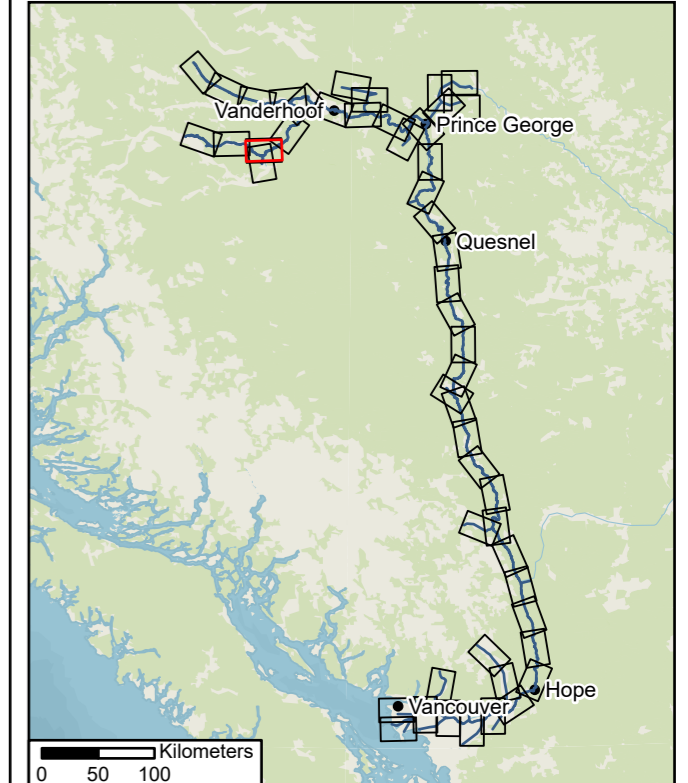 Vanderhoof
Prince George
Quesnel
Hope
Vancouver
Kilometers
0 50 100